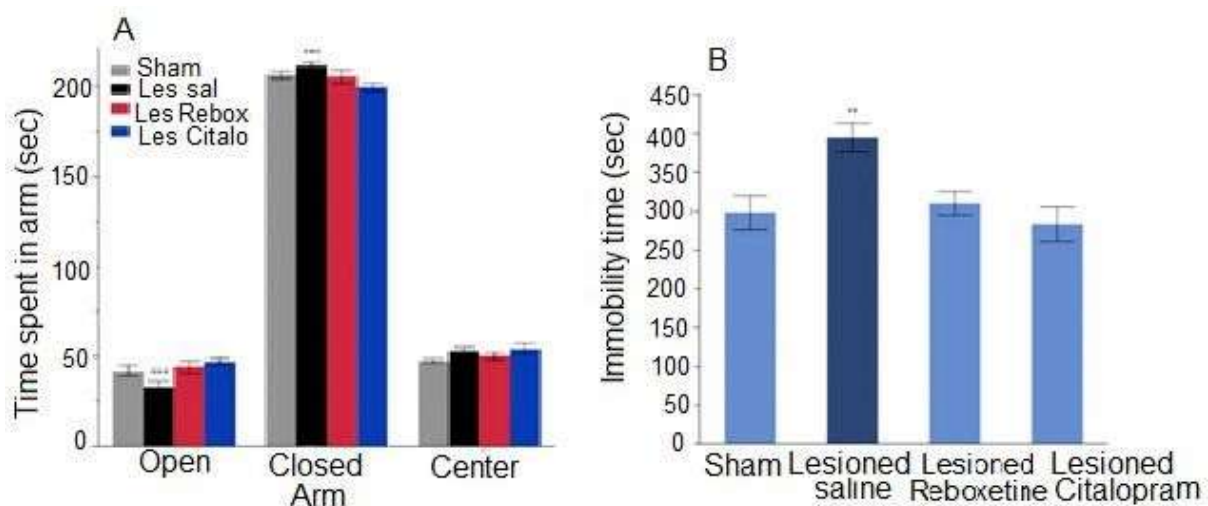 A
Sham
Les sal
Les Rebox
Les Citalo
Time spent in arm (sec)
200
150
100
50
0
***
***
Open
Closed
Arm
Center
B
Immobility time (sec)
450
400
350
300
250
200
150
100
50
0
**
Sham
Lesioned
saline
Lesioned
Reboxetine
Lesioned
Citalopram